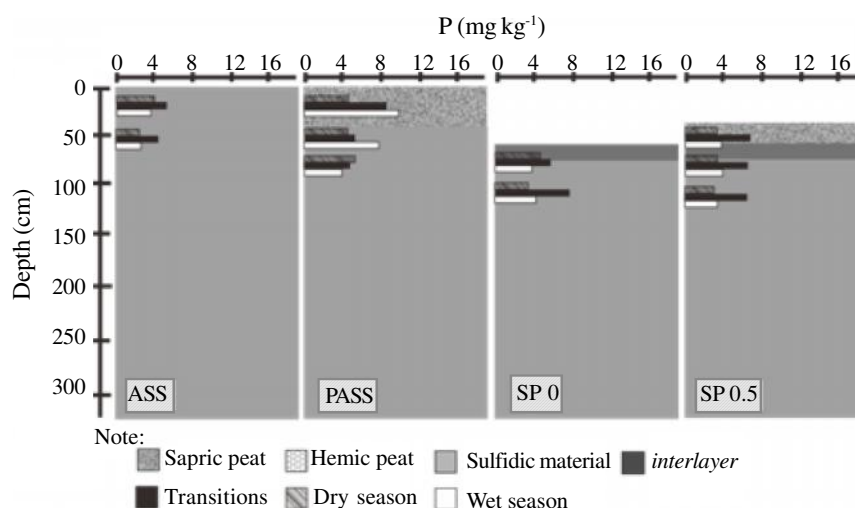 P (mg kg⁻¹)
0 4 8 12 16 0 4 8 12 16 0 4 8 12 16 0 4 8 12 16
Depth (cm)
0
50
100
150
200
250
300
ASS PASS SP 0 SP 0.5
Note:
Sapric peat Hemic peat Sulfidic material interlayer
Transitions Dry season Wet season